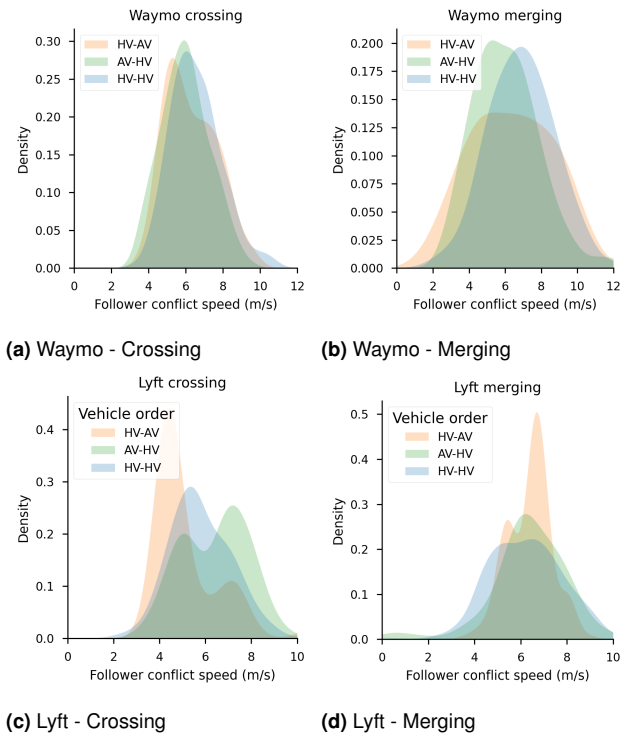 Waymo crossing
HV-AV
AV-HV
HV-HV
0.30
0.25
0.20
0.15
0.10
0.05
0.00
Density
0 2 4 6 8 10 12
Follower conflict speed (m/s)
(a) Waymo - Crossing
Waymo merging
HV-AV
AV-HV
HV-HV
0.200
0.175
0.150
0.125
0.100
0.075
0.050
0.025
0.000
Density
0 2 4 6 8 10 12
Follower conflict speed (m/s)
(b) Waymo - Merging
Lyft crossing
Vehicle order
HV-AV
AV-HV
HV-HV
0.4
0.3
0.2
0.1
0.0
Density
0 2 4 6 8 10
Follower conflict speed (m/s)
(c) Lyft - Crossing
Lyft merging
Vehicle order
HV-AV
AV-HV
HV-HV
0.5
0.4
0.3
0.2
0.1
0.0
Density
0 2 4 6 8 10
Follower conflict speed (m/s)
(d) Lyft - Merging